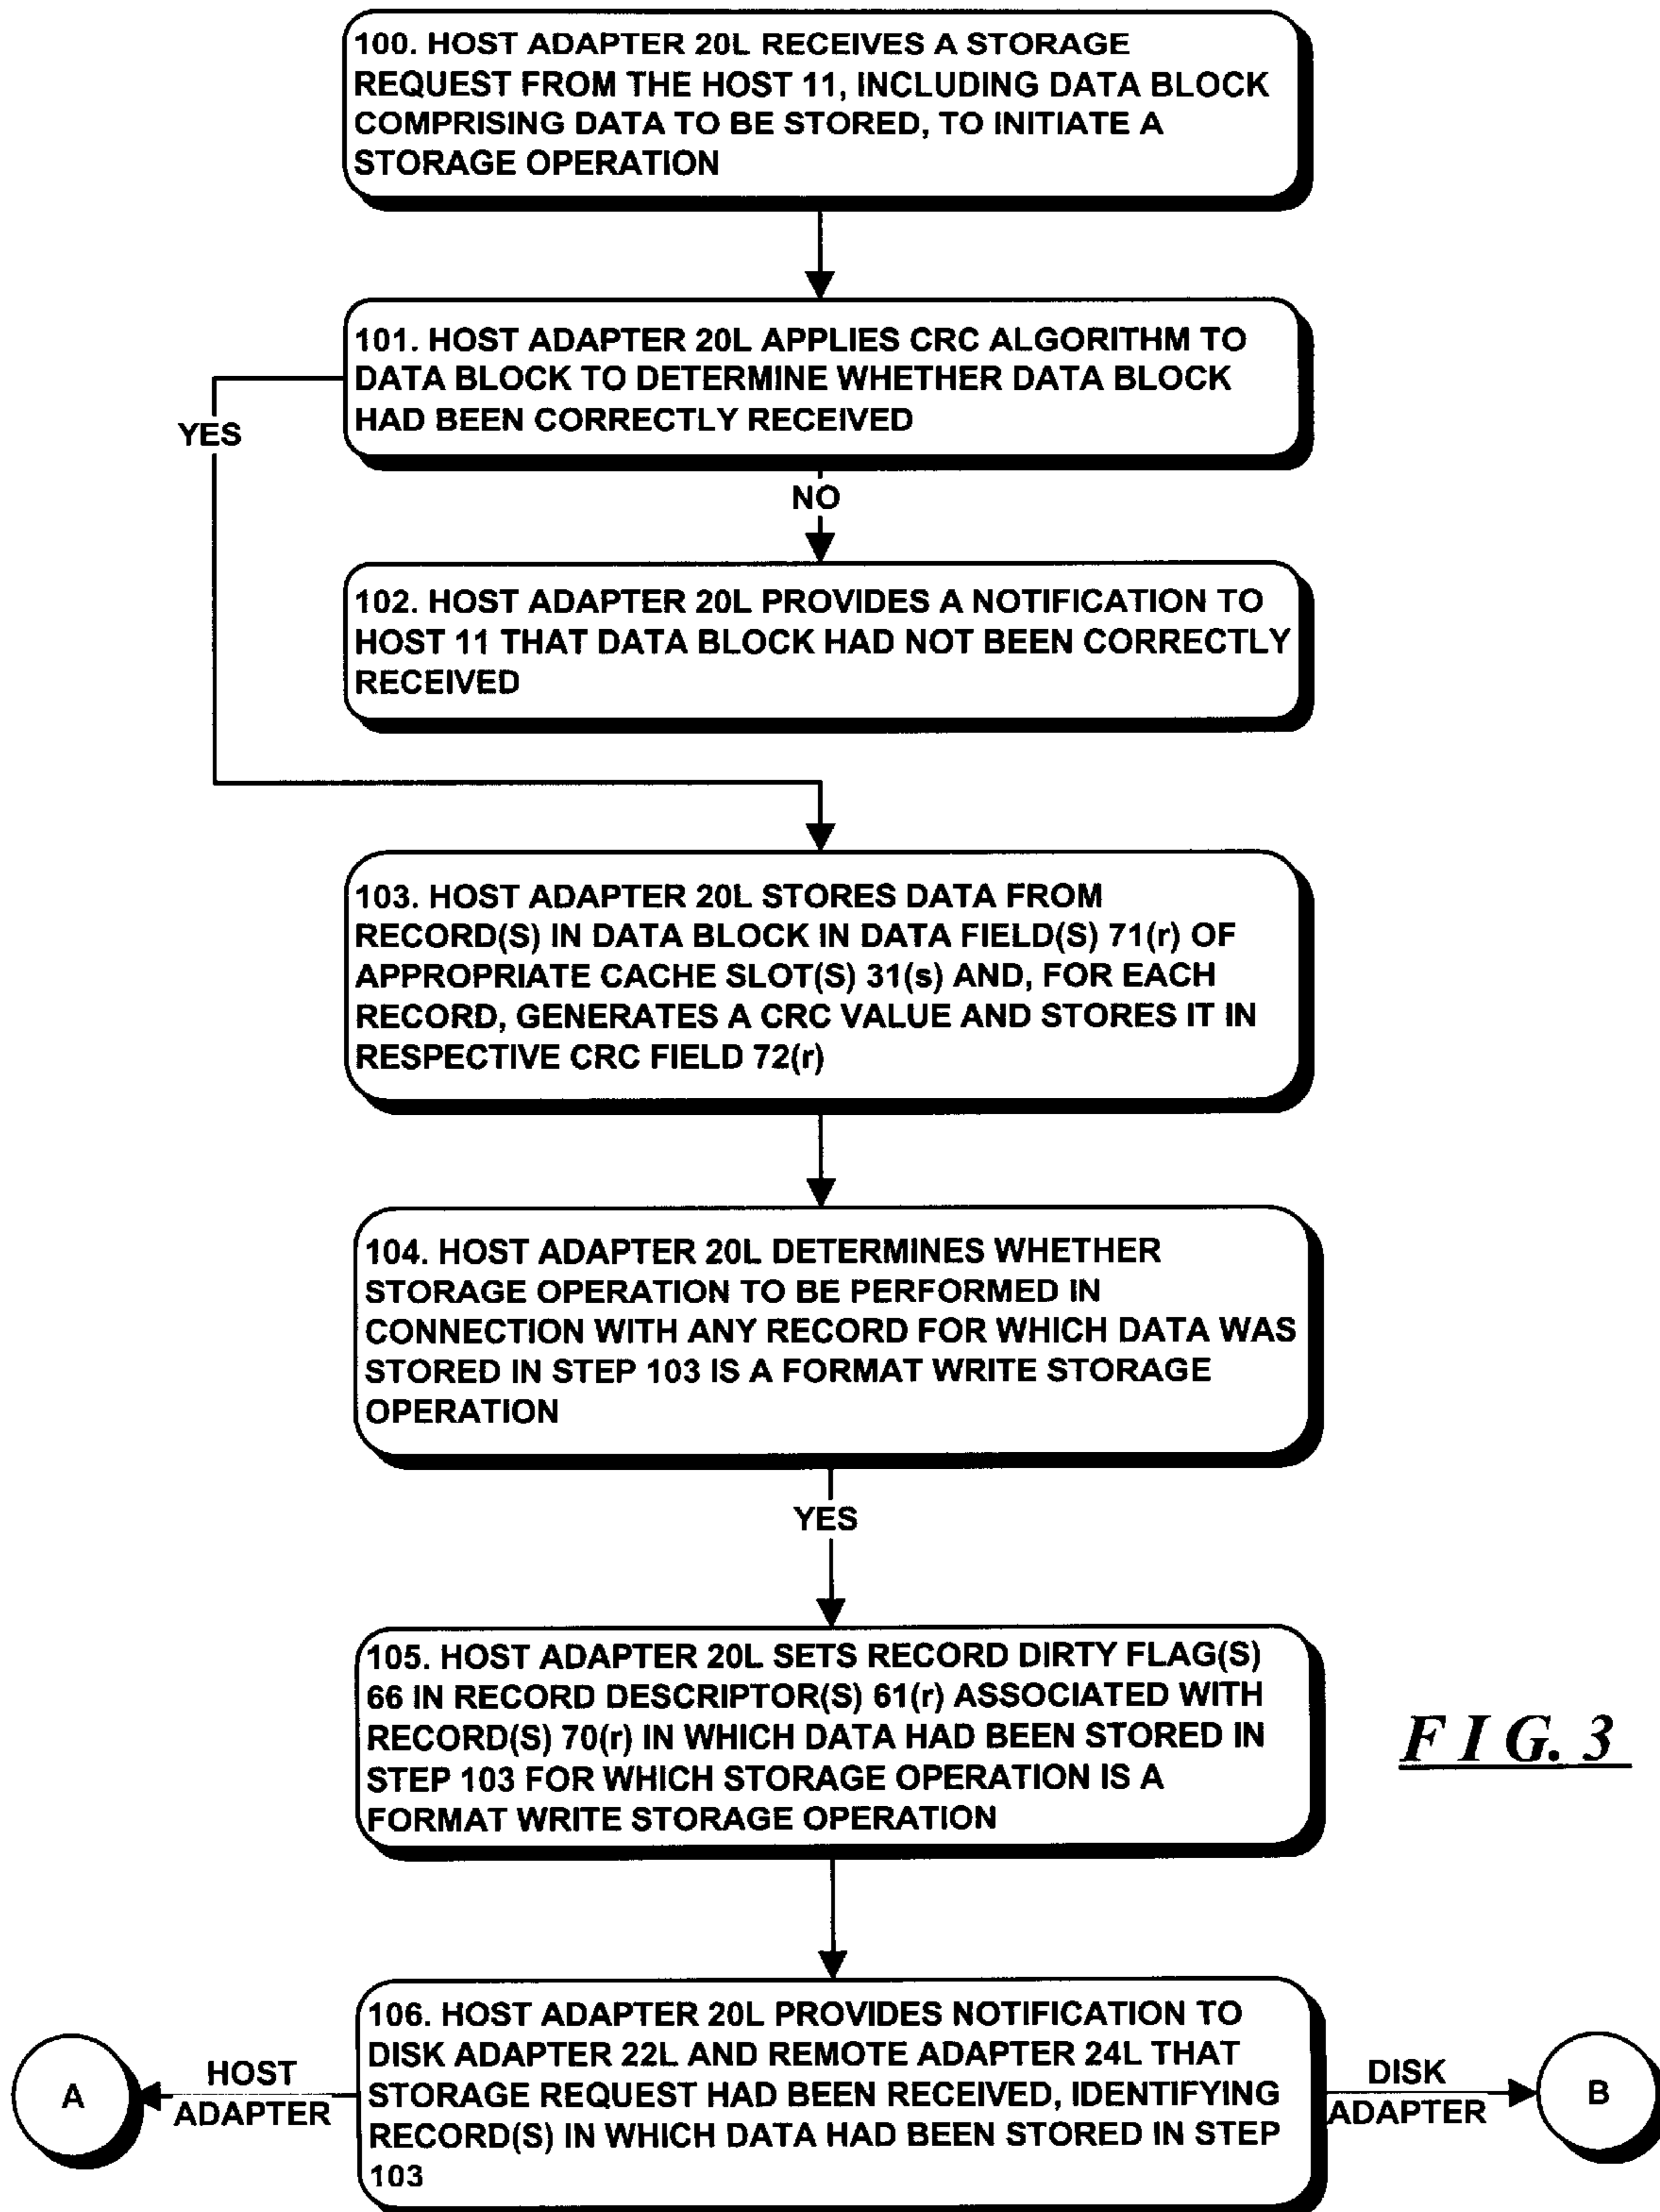 100. HOST ADAPTER 20L RECEIVES A STORAGE
REQUEST FROM THE HOST 11, INCLUDING DATA BLOCK
COMPRISING DATA TO BE STORED, TO INITIATE A
STORAGE OPERATION
101. HOST ADAPTER 20L APPLIES CRC ALGORITHM TO
DATA BLOCK TO DETERMINE WHETHER DATA BLOCK
HAD BEEN CORRECTLY RECEIVED
YES
NO
102. HOST ADAPTER 20L PROVIDES A NOTIFICATION TO
HOST 11 THAT DATA BLOCK HAD NOT BEEN CORRECTLY
RECEIVED
103. HOST ADAPTER 20L STORES DATA FROM
RECORD(S) IN DATA BLOCK IN DATA FIELD(S) 71(r) OF
APPROPRIATE CACHE SLOT(S) 31(s) AND, FOR EACH
RECORD, GENERATES A CRC VALUE AND STORES IT IN
RESPECTIVE CRC FIELD 72(r)
104. HOST ADAPTER 20L DETERMINES WHETHER
STORAGE OPERATION TO BE PERFORMED IN
CONNECTION WITH ANY RECORD FOR WHICH DATA WAS
STORED IN STEP 103 IS A FORMAT WRITE STORAGE
OPERATION
YES
105. HOST ADAPTER 20L SETS RECORD DIRTY FLAG(S)
66 IN RECORD DESCRIPTOR(S) 61(r) ASSOCIATED WITH
RECORD(S) 70(r) IN WHICH DATA HAD BEEN STORED IN
STEP 103 FOR WHICH STORAGE OPERATION IS A
FORMAT WRITE STORAGE OPERATION
FIG. 3
106. HOST ADAPTER 20L PROVIDES NOTIFICATION TO
DISK ADAPTER 22L AND REMOTE ADAPTER 24L THAT
STORAGE REQUEST HAD BEEN RECEIVED, IDENTIFYING
RECORD(S) IN WHICH DATA HAD BEEN STORED IN STEP
103
A
HOST
ADAPTER
DISK
ADAPTER
B